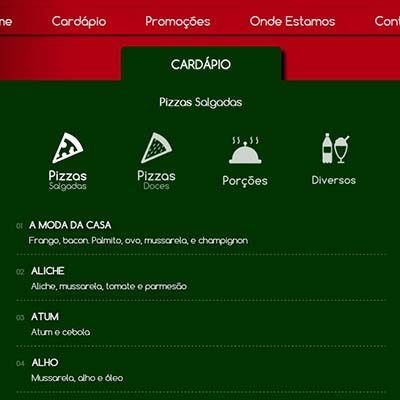 me Cardápio Promoções Onde Estamos Cont
CARDÁPIO
Pizzas Salgadas
Pizzas Salgadas
Pizzas Doces
Porções
Diversos
01 A MODA DA CASA
Frango, bacon. Palmito, ovo, mussarela, e champignon
02 ALICHE
Aliche, mussarela, tomate e parmesão
03 ATUM
Atum e cebola
04 ALHO
Mussarela, alho e óleo